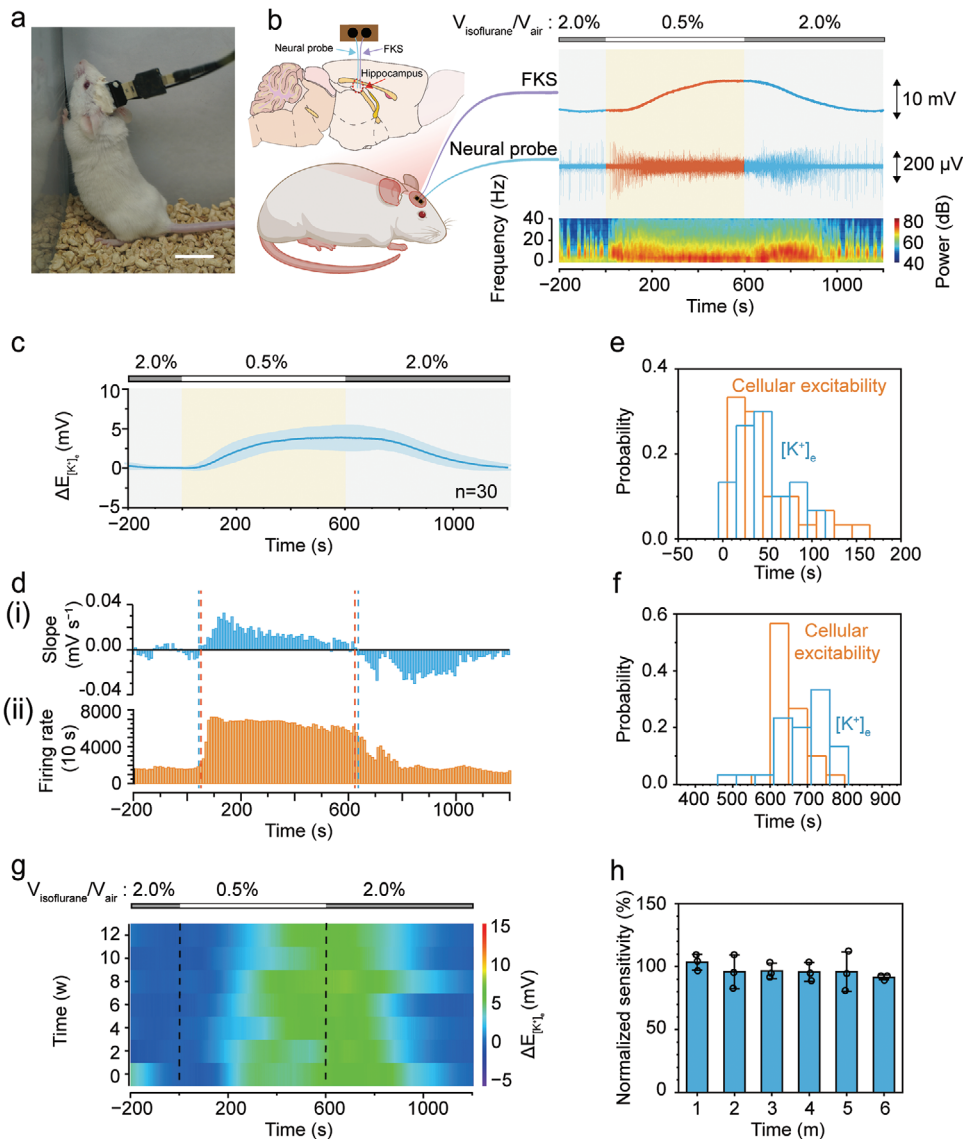 a
b
V_isoflurane/V_air : 2.0% 0.5% 2.0%
Neural probe
FKS
Hippocampus
FKS
10 mV
Neural probe
200 μV
Frequency (Hz)
40
20
0
80
60
40
Power (dB)
−200 200 600 1000
Time (s)
c
2.0% 0.5% 2.0%
ΔE[K⁺]ₑ (mV)
10
5
0
−5
n=30
−200 200 600 1000
Time (s)
d
(i)
Slope
(mV s⁻¹)
0.04
0.00
-0.04
(ii)
Firing rate
(10 s)
8000
4000
0
−200 200 600 1000
Time (s)
e
Probability
0.4
0.2
0.0
Cellular excitability
[K⁺]ₑ
−50 0 50 100 200
Time (s)
f
Probability
0.6
0.4
0.2
0.0
Cellular
excitability
[K⁺]ₑ
400 500 600 700 800 900
Time (s)
g
V_isoflurane/V_air : 2.0% 0.5% 2.0%
Time (w)
12
10
8
6
4
2
0
15
10
5
0
−5
ΔE[K⁺]ₑ (mV)
−200 200 600 1000
Time (s)
h
Normalized sensitivity (%)
150
100
50
0
1 2 3 4 5 6
Time (m)